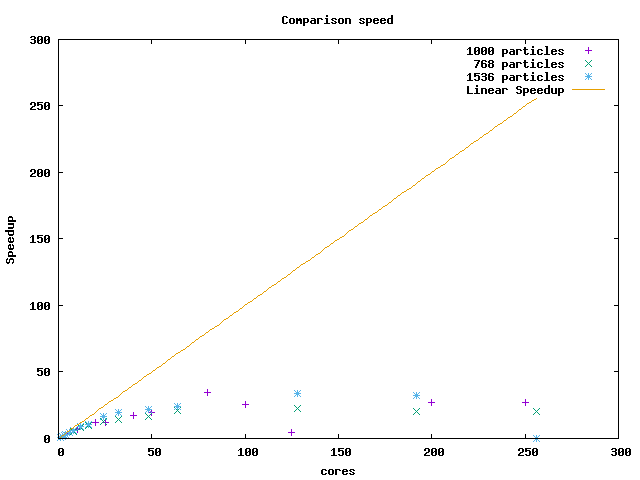 Comparison speed
300
250
200
150
100
50
0
Speedup
1000 particles
768 particles
1536 particles
Linear Speedup
0 50 100 150 200 250 300
cores